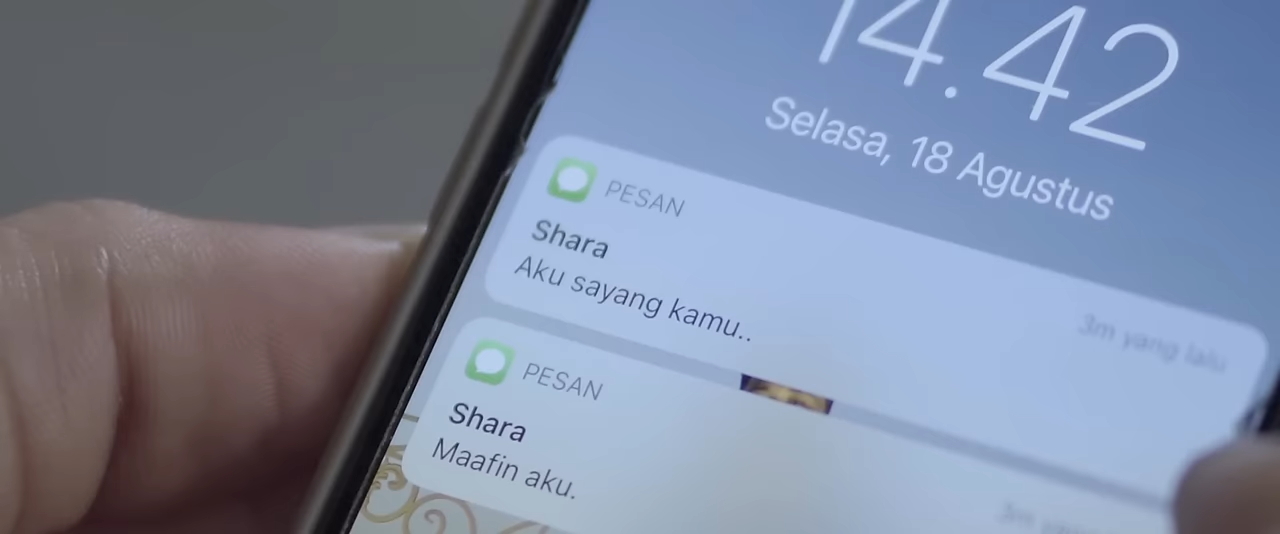 14.42
Selasa, 18 Agustus
PESAN
3m yang lalu
Shara
Aku sayang kamu..
PESAN
Shara
Maafin aku.